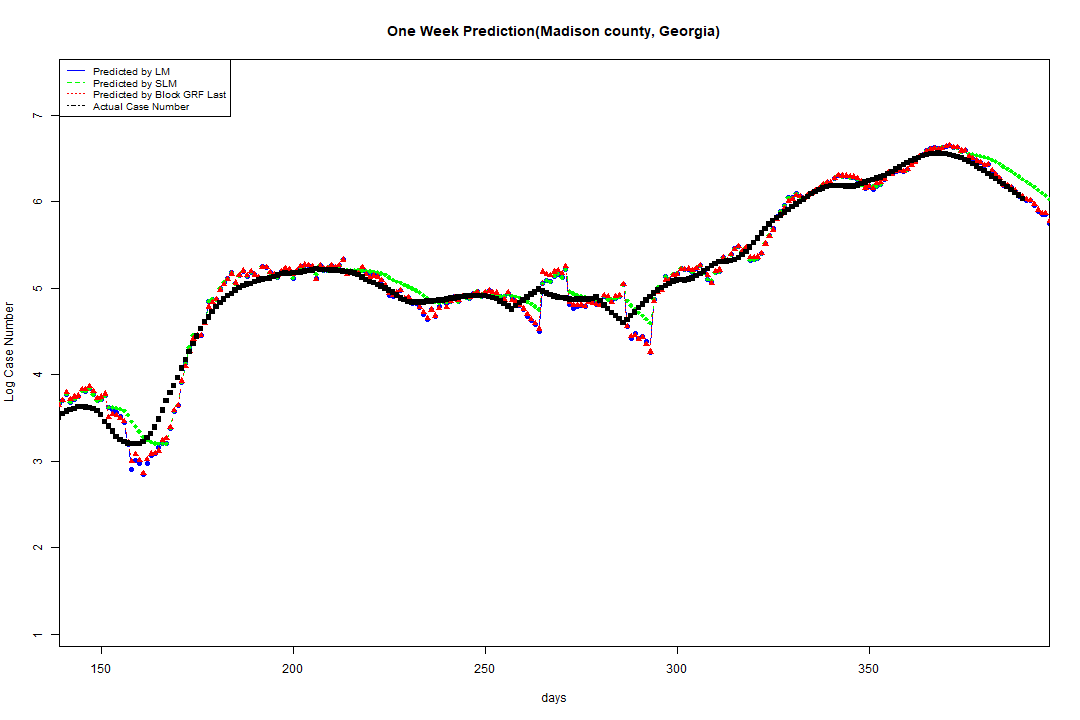 One Week Prediction(Madison county, Georgia)
Predicted by LM
Predicted by SLM
Predicted by Block GRF Last
Actual Case Number
7
6
5
4
3
2
1
Log Case Number
150 200 250 300 350
days